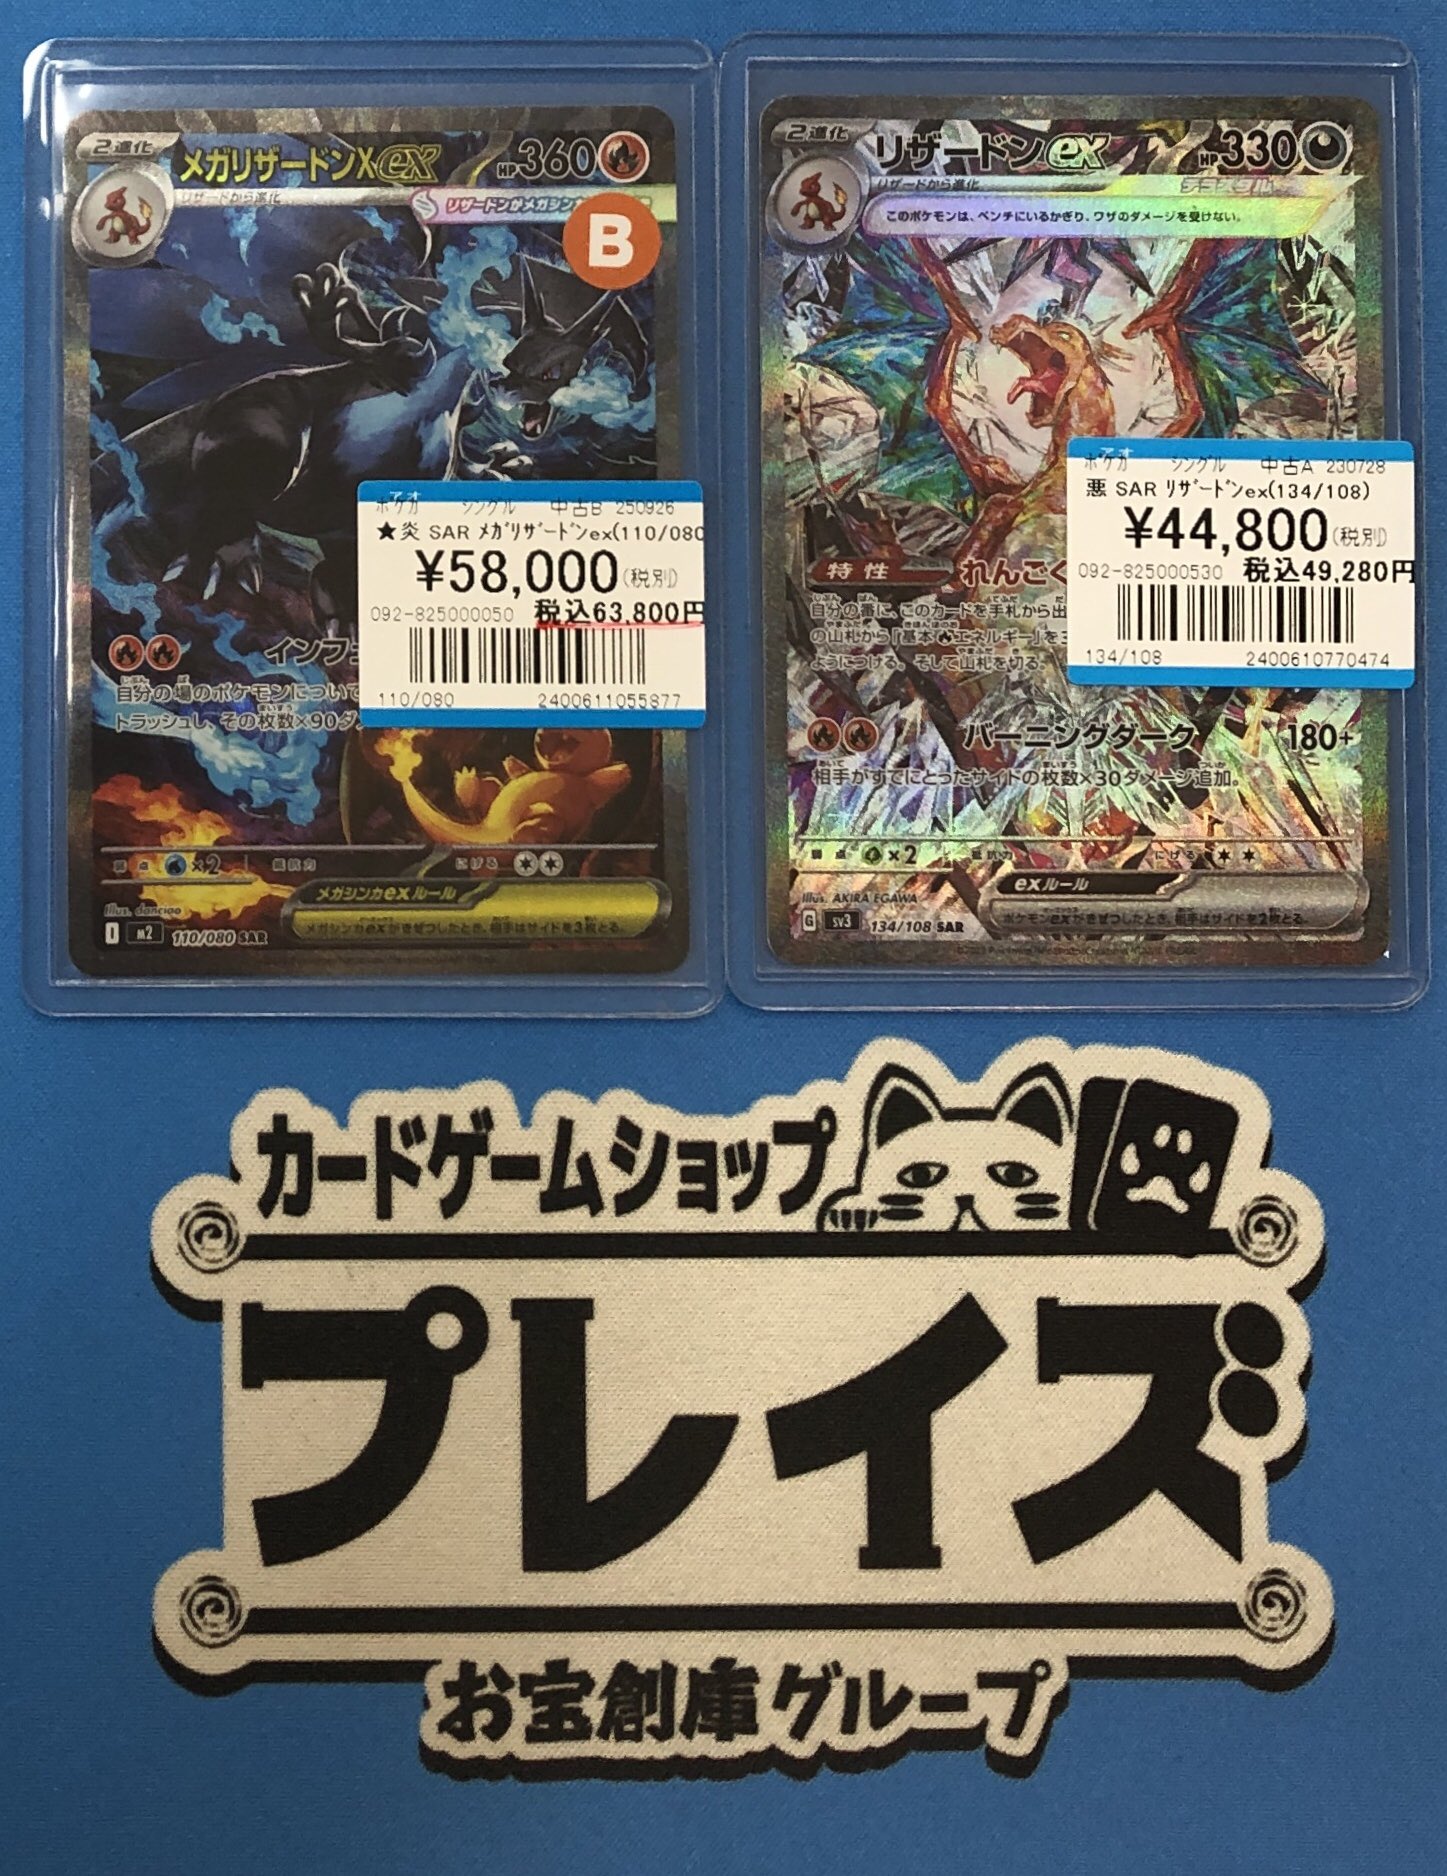 2進化
メガリザードンXex
HP360
リザードから進化
リザードンがメガシンカ
B
ポケカ シングル 中古B 250926
★炎 SAR ﾒｶﾞﾘｻﾞｰﾄﾞﾝex(110/080
¥58,000(税別)
092-825000050 税込63,800円
110/080 2400611055877
インフェ
自分の場のポケモンについて
トラッシュし、その枚数×90ダメ
弱点 ×2 抵抗力 にげる
メガシンカexルール
メガシンカexがきぜつしたとき、相手はサイドを3枚とる。
Illus. danciao
I M2 110/080 SAR
2進化
リザードンex
HP330
リザードから進化
テラスタル
このポケモンは、ベンチにいるかぎり、ワザのダメージを受けない。
ポケカ シングル 中古A 230728
悪 SAR ﾘｻﾞｰﾄﾞﾝex(134/108)
¥44,800(税別)
092-825000530 税込49,280円
134/108 2400610770474
特性 れんごく
自分の番に、このカードを手札から出
の山札から「基本 エネルギー」を3
ようにつける。そして山札を切る。
バーニングダーク 180+
相手がすでにとったサイドの枚数×30ダメージ追加。
弱点 ×2 抵抗力 にげる
exルール
ポケモンexがきぜつしたとき、相手はサイドを2枚とる。
Illus. AKIRA EGAWA
G sv3 134/108 SAR
カードゲームショップ
プレイズ
お宝創庫グループ